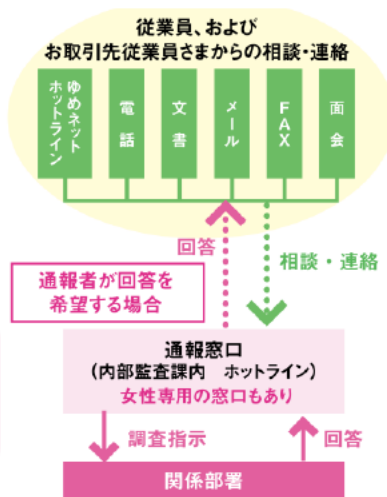 従業員、および
お取引先従業員さまからの相談・連絡
ゆめネット
ホットライン
電話
文書
メール
FAX
面会
回答
相談・連絡
通報者が回答を
希望する場合
通報窓口
(内部監査課内　ホットライン)
女性専用の窓口もあり
調査指示
回答
関係部署